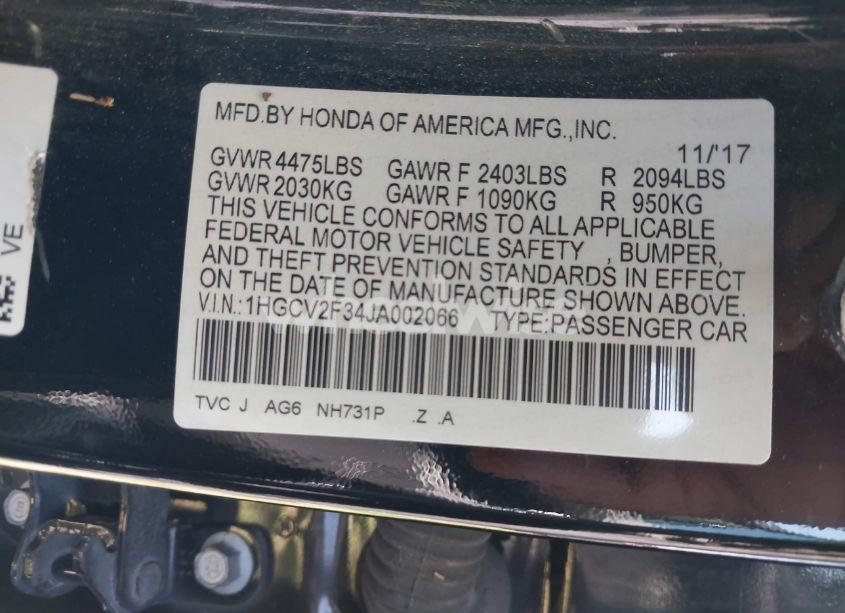 MFD.BY HONDA OF AMERICA MFG.,INC.
11/'17
GVWR 4475LBS GAWR F 2403LBS R 2094LBS
GVWR 2030KG GAWR F 1090KG R 950KG
THIS VEHICLE CONFORMS TO ALL APPLICABLE
FEDERAL MOTOR VEHICLE SAFETY , BUMPER,
AND THEFT PREVENTION STANDARDS IN EFFECT
ON THE DATE OF MANUFACTURE SHOWN ABOVE.
V.I.N.:1HGCV2F34JA002066 TYPE:PASSENGER CAR
TVC J AG6 NH731P .Z .A
VE